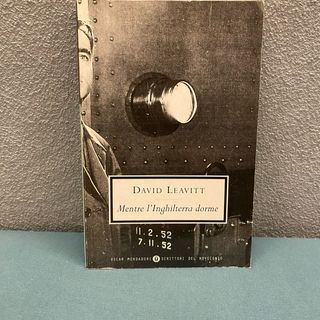 DAVID LEAVITT
Mentre l'Inghilterra dorme
11.2.52
7.11.52
OSCAR MONDADORI SCRITTORI DEL NOVECENTO